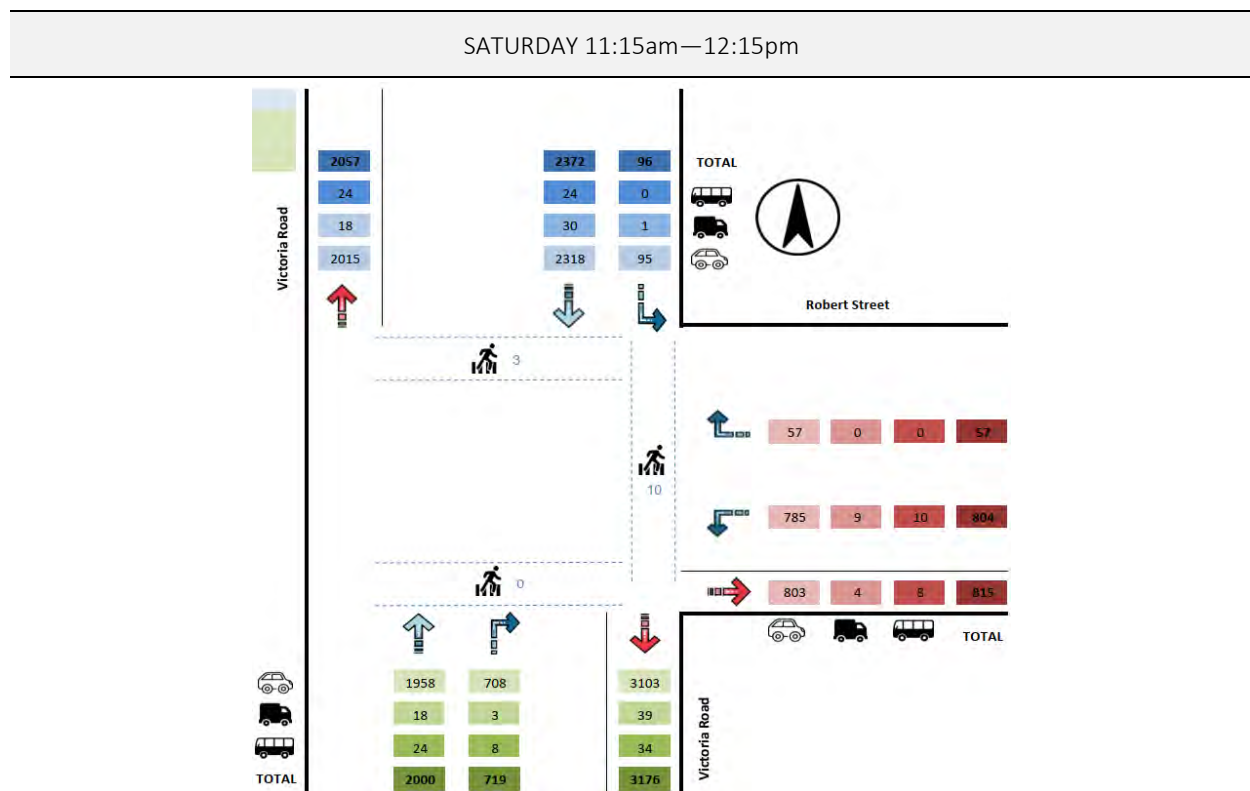 SATURDAY 11:15am—12:15pm
2057 2372 96 TOTAL
24 24 0
18 30 1
2015 2318 95
Victoria Road
Robert Street
3
57 0 0 57
10
785 9 10 804
0
803 4 8 815
TOTAL
1958 708 3103
18 3 39
24 8 34
TOTAL 2000 719 3176
Victoria Road